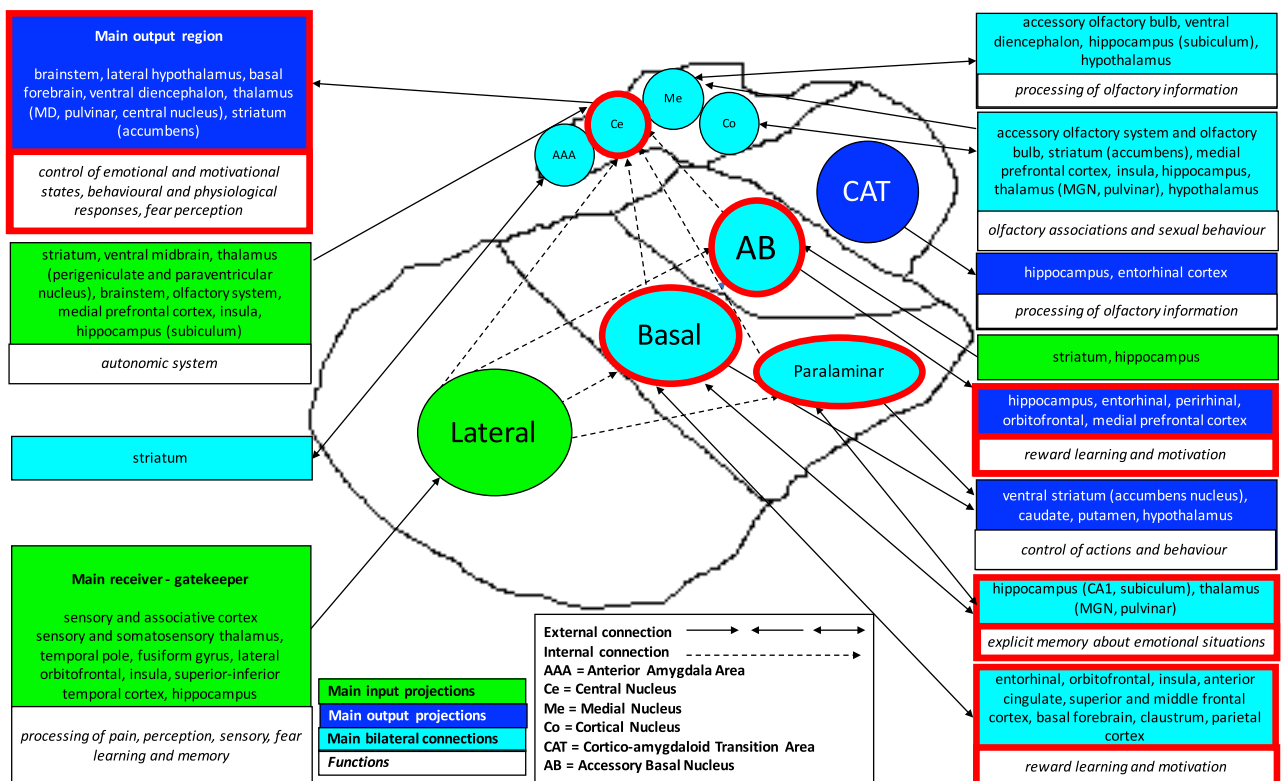 Main output region
brainstem, lateral hypothalamus, basal
forebrain, ventral diencephalon, thalamus
(MD, pulvinar, central nucleus), striatum
(accumbens)
control of emotional and motivational
states, behavioural and physiological
responses, fear perception
striatum, ventral midbrain, thalamus
(perigeniculate and paraventricular
nucleus), brainstem, olfactory system,
medial prefrontal cortex, insula,
hippocampus (subiculum)
autonomic system
striatum
Main receiver - gatekeeper
sensory and associative cortex
sensory and somatosensory thalamus,
temporal pole, fusiform gyrus, lateral
orbitofrontal, insula, superior-inferior
temporal cortex, hippocampus
processing of pain, perception, sensory, fear
learning and memory
Main input projections
Main output projections
Main bilateral connections
Functions
AAA
Ce
Me
Co
CAT
AB
Basal
Paralaminar
Lateral
External connection
Internal connection
AAA = Anterior Amygdala Area
Ce = Central Nucleus
Me = Medial Nucleus
Co = Cortical Nucleus
CAT = Cortico-amygdaloid Transition Area
AB = Accessory Basal Nucleus
accessory olfactory bulb, ventral
diencephalon, hippocampus (subiculum),
hypothalamus
processing of olfactory information
accessory olfactory system and olfactory
bulb, striatum (accumbens), medial
prefrontal cortex, insula, hippocampus,
thalamus (MGN, pulvinar), hypothalamus
olfactory associations and sexual behaviour
hippocampus, entorhinal cortex
processing of olfactory information
striatum, hippocampus
hippocampus, entorhinal, perirhinal,
orbitofrontal, medial prefrontal cortex
reward learning and motivation
ventral striatum (accumbens nucleus),
caudate, putamen, hypothalamus
control of actions and behaviour
hippocampus (CA1, subiculum), thalamus
(MGN, pulvinar)
explicit memory about emotional situations
entorhinal, orbitofrontal, insula, anterior
cingulate, superior and middle frontal
cortex, basal forebrain, claustrum, parietal
cortex
reward learning and motivation